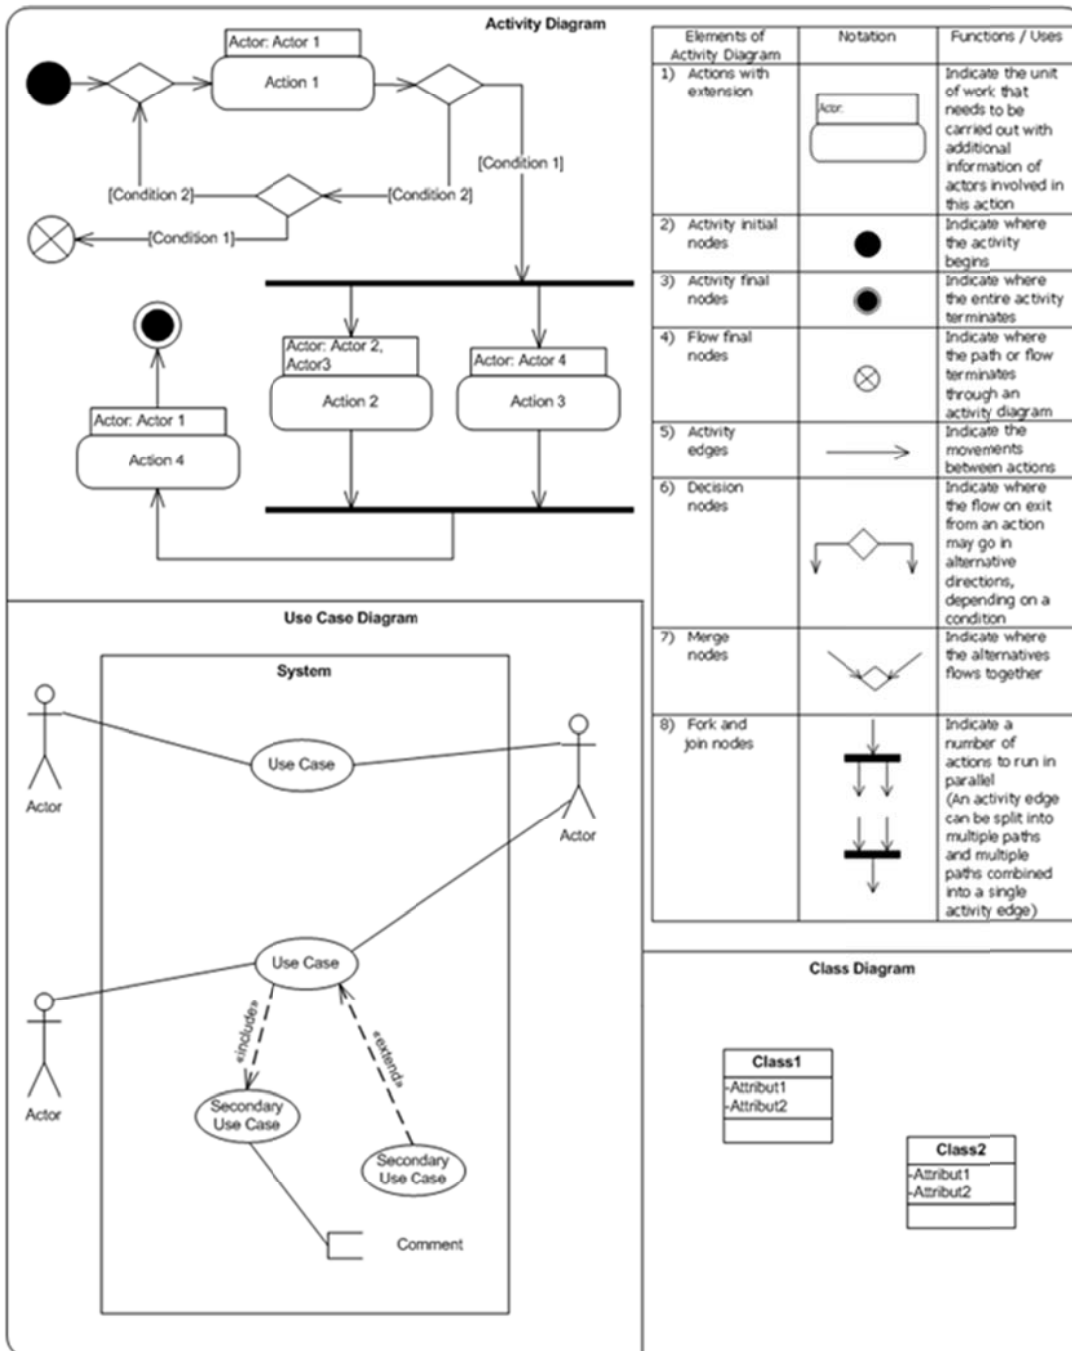 Activity Diagram
Actor: Actor 1
Action 1
[Condition 1]
[Condition 2]
[Condition 2]
[Condition 1]
Actor: Actor 2,
Actor3
Action 2
Actor: Actor 4
Action 3
Actor: Actor 1
Action 4
Elements of
Activity Diagram
Notation
Functions / Uses
1) Actions with
extension
Actor:
Indicate the unit
of work that
needs to be
carried out with
additional
information of
actors involved in
this action
2) Activity initial
nodes
Indicate where
the activity
begins
3) Activity final
nodes
Indicate where
the entire activity
terminates
4) Flow final
nodes
Indicate where
the path or flow
terminates
through an
activity diagram
5) Activity
edges
Indicate the
movements
between actions
6) Decision
nodes
Indicate where
the flow on exit
from an action
may go in
alternative
directions,
depending on a
condition
7) Merge
nodes
Indicate where
the alternatives
flows together
8) Fork and
join nodes
Indicate a
number of
actions to run in
parallel
(An activity edge
can be split into
multiple paths
and multiple
paths combined
into a single
activity edge)
Use Case Diagram
System
Use Case
Actor
Actor
Use Case
«include»
«extend»
Actor
Secondary
Use Case
Secondary
Use Case
Comment
Class Diagram
Class1
-Attribut1
-Attribut2
Class2
-Attribut1
-Attribut2